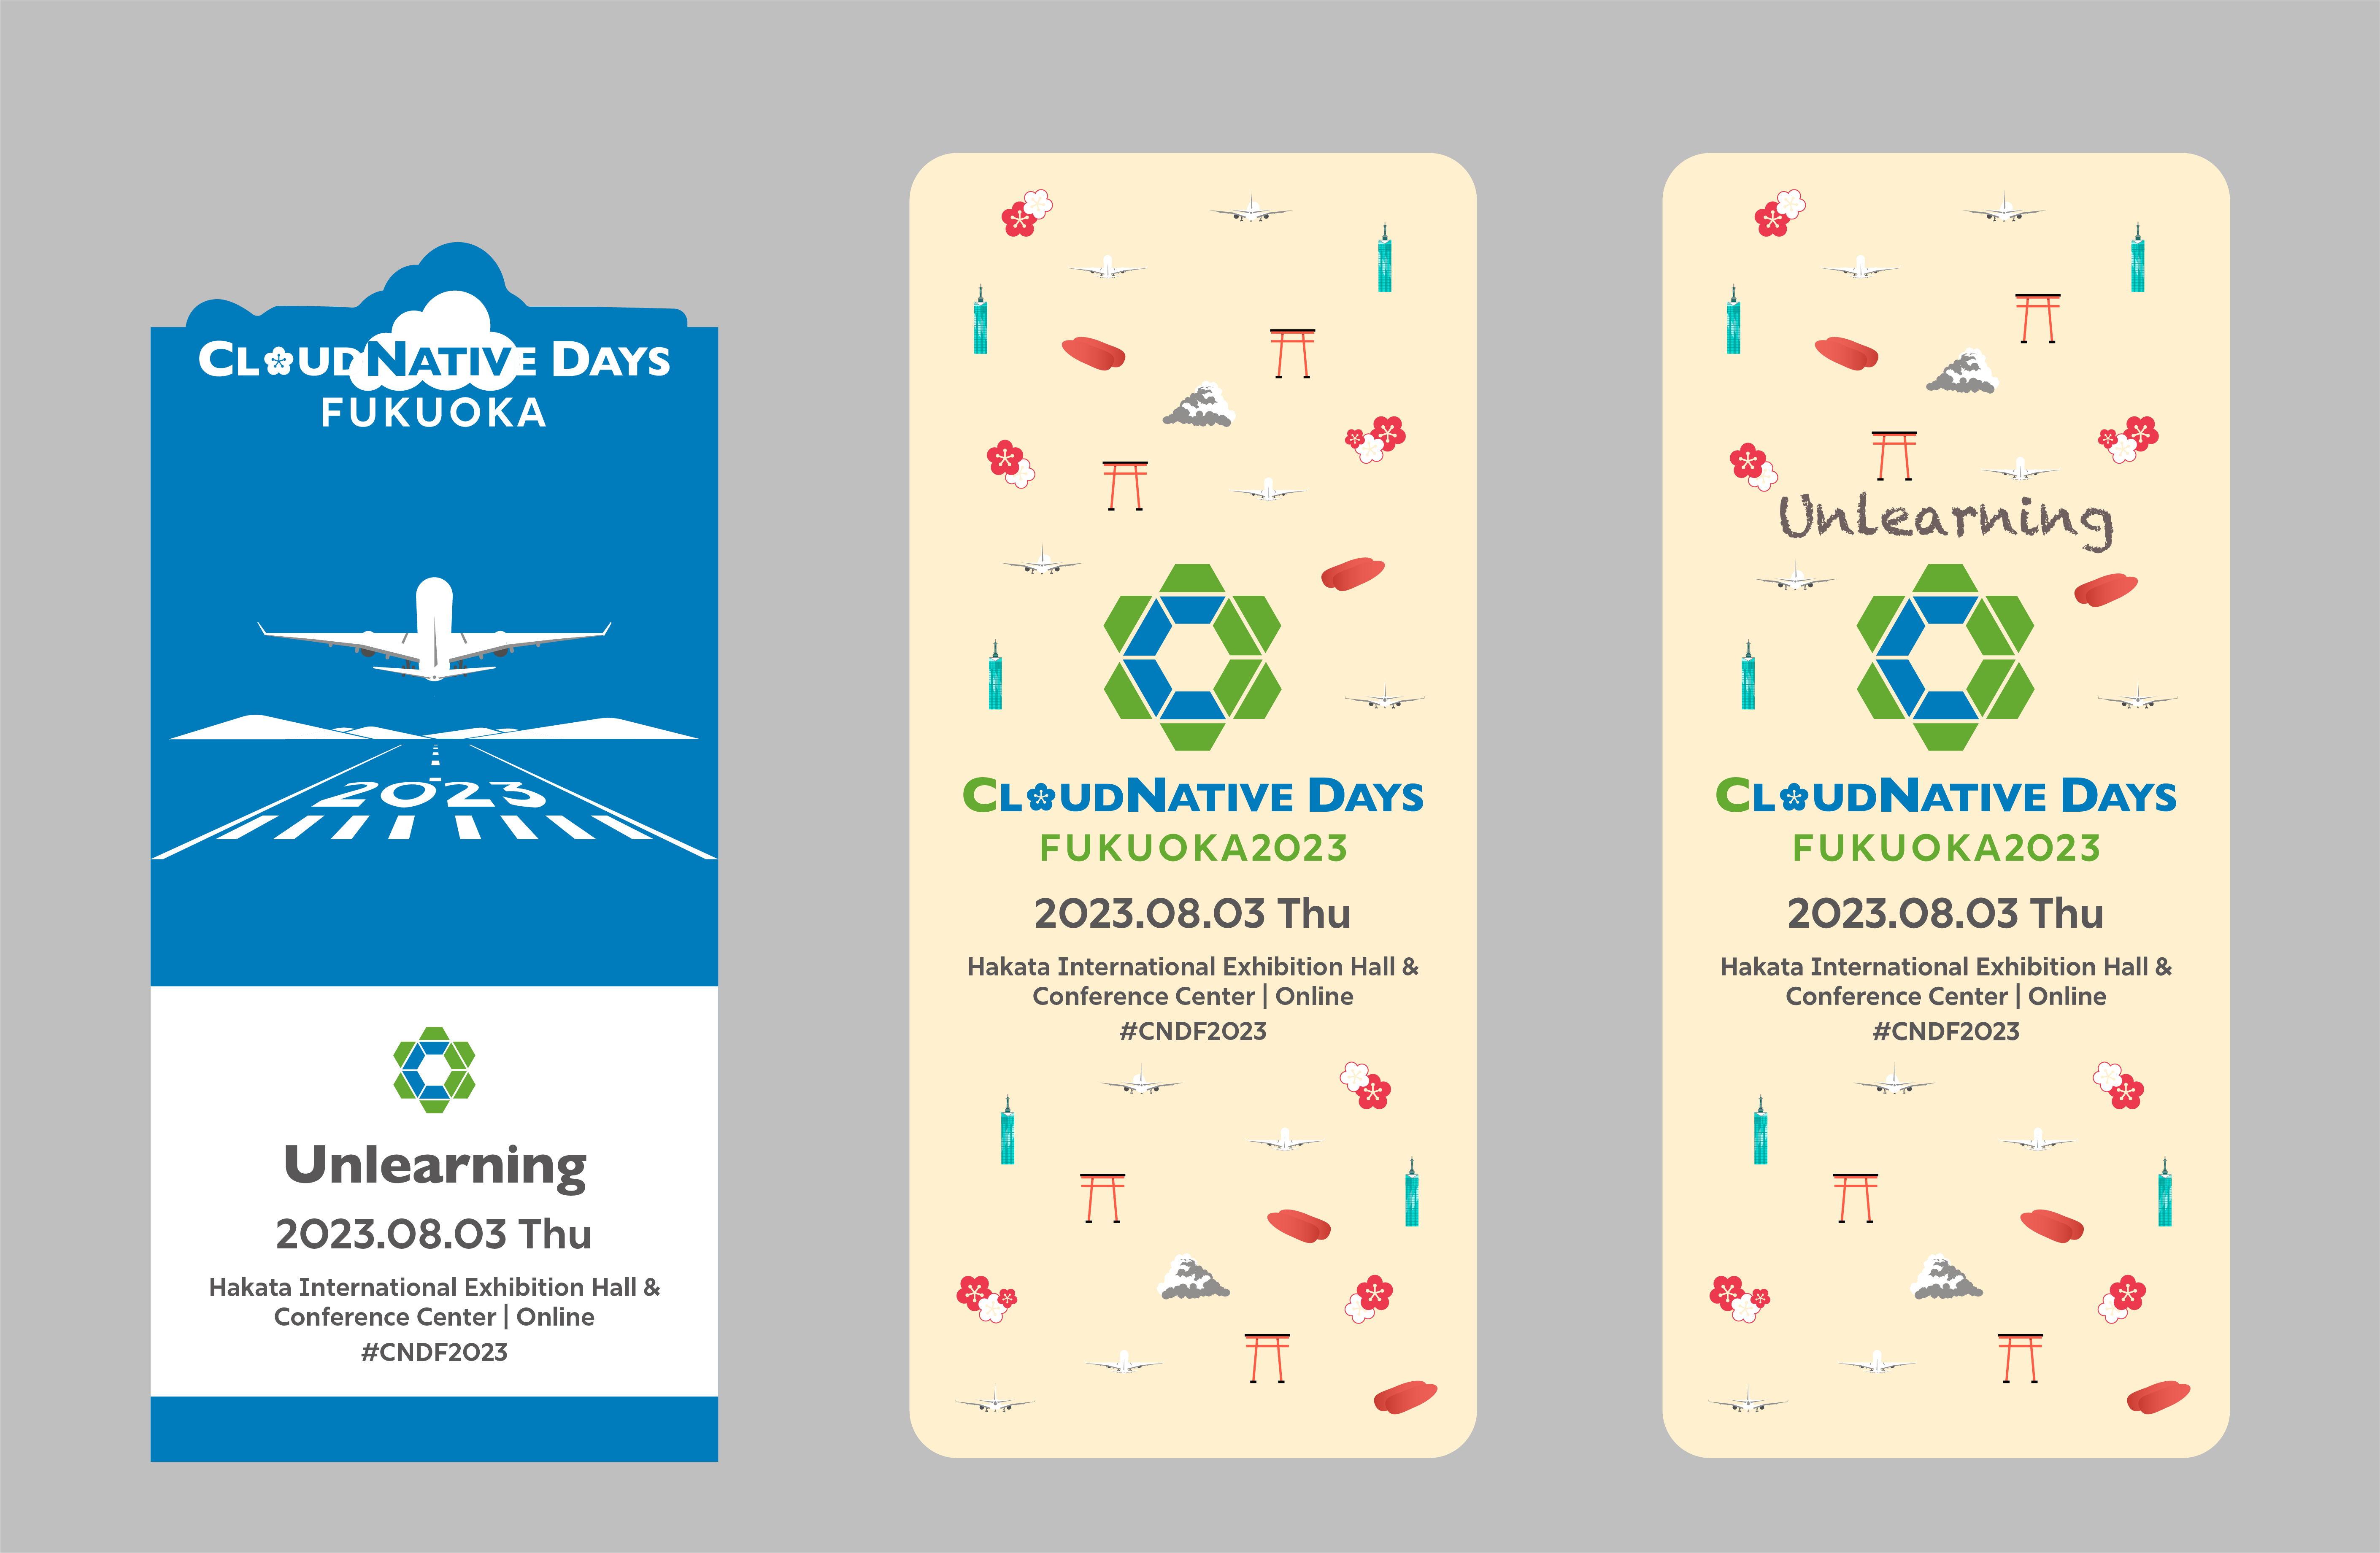 CLOUDNATIVE DAYS
FUKUOKA
2023
Unlearning
2023.08.03 Thu
Hakata International Exhibition Hall &
Conference Center | Online
#CNDF2023
CLOUDNATIVE DAYS
FUKUOKA2023
2023.08.03 Thu
Hakata International Exhibition Hall &
Conference Center | Online
#CNDF2023
Unlearning
CLOUDNATIVE DAYS
FUKUOKA2023
2023.08.03 Thu
Hakata International Exhibition Hall &
Conference Center | Online
#CNDF2023